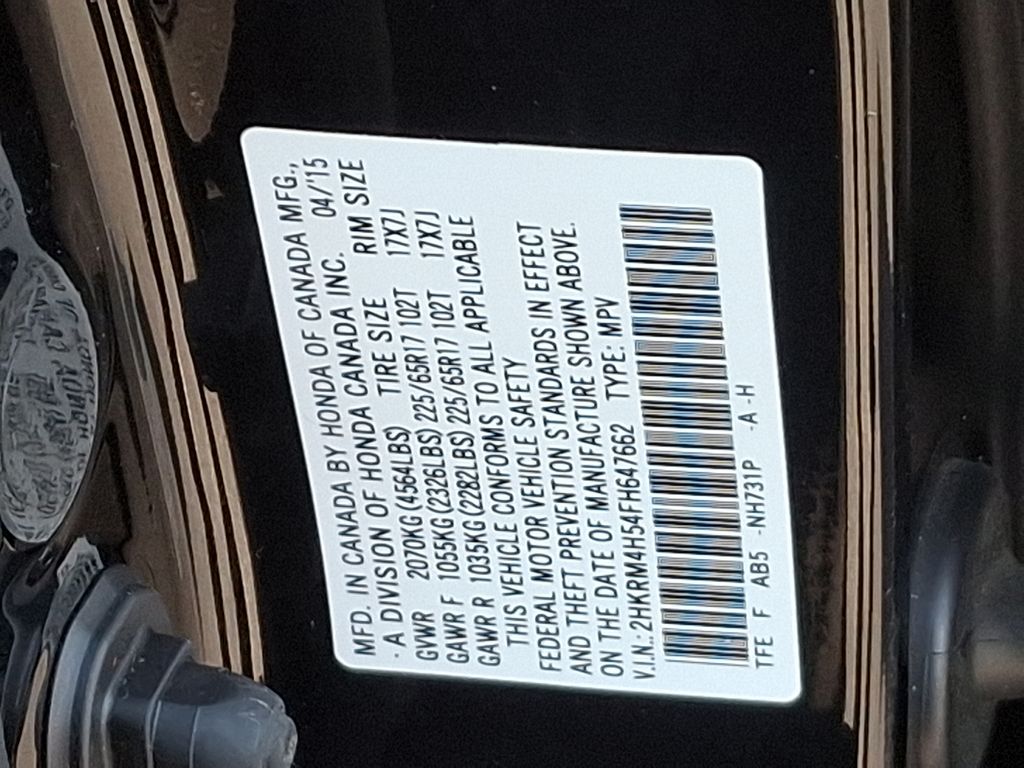 MFD. IN CANADA BY HONDA OF CANADA MFG.,
- A DIVISION OF HONDA CANADA INC. 04/'15
TIRE SIZE RIM SIZE
GVWR 2070KG(4564LBS)
GAWR F 1055KG(2326LBS) 225/65R17 102T 17X7J
GAWR R 1035KG(2282LBS) 225/65R17 102T 17X7J
THIS VEHICLE CONFORMS TO ALL APPLICABLE
FEDERAL MOTOR VEHICLE SAFETY
AND THEFT PREVENTION STANDARDS IN EFFECT
ON THE DATE OF MANUFACTURE SHOWN ABOVE.
V.I.N.: 2HKRM4H54FH647662 TYPE: MPV
TFE F AB5 -NH731P -A -H